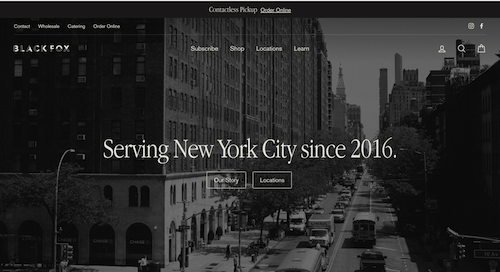 Contactless Pickup Order Online
Contact Wholesale Catering Order Online
BLACK FOX Subscribe Shop Locations Learn
Serving New York City since 2016.
Our Story Locations